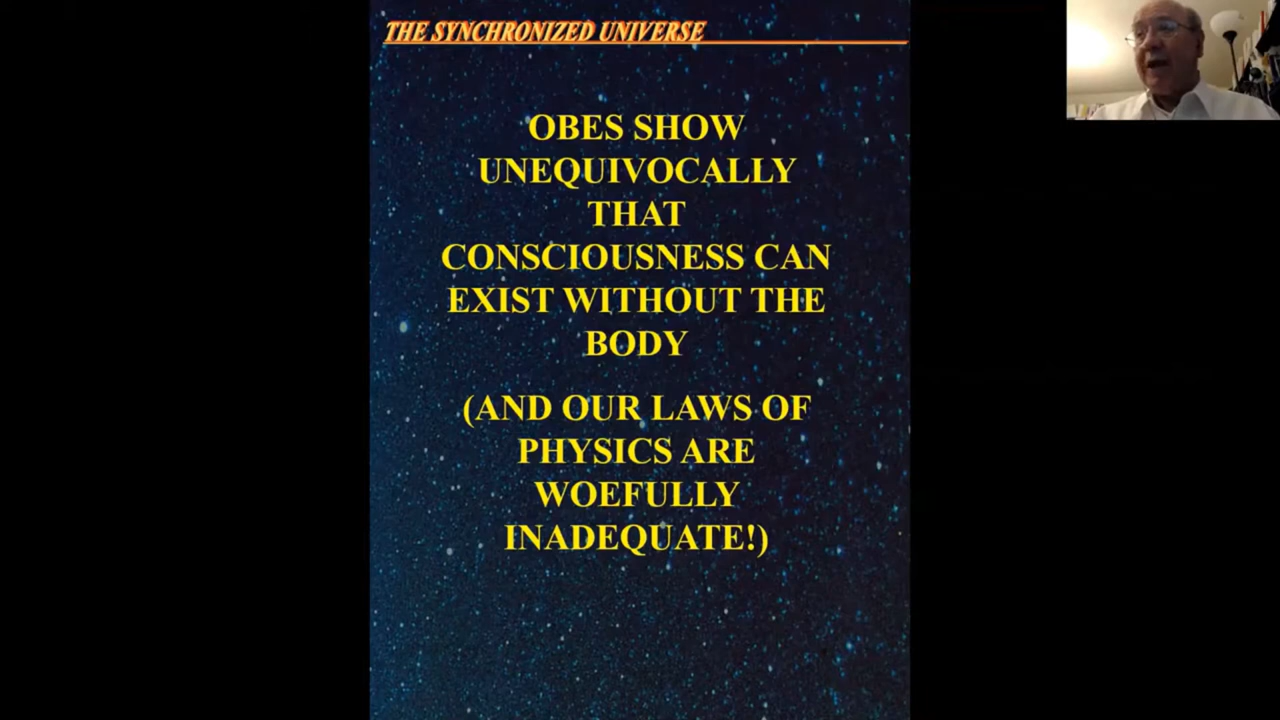 THE SYNCHRONIZED UNIVERSE
OBES SHOW
UNEQUIVOCALLY
THAT
CONSCIOUSNESS CAN
EXIST WITHOUT THE
BODY
(AND OUR LAWS OF
PHYSICS ARE
WOEFULLY
INADEQUATE!)